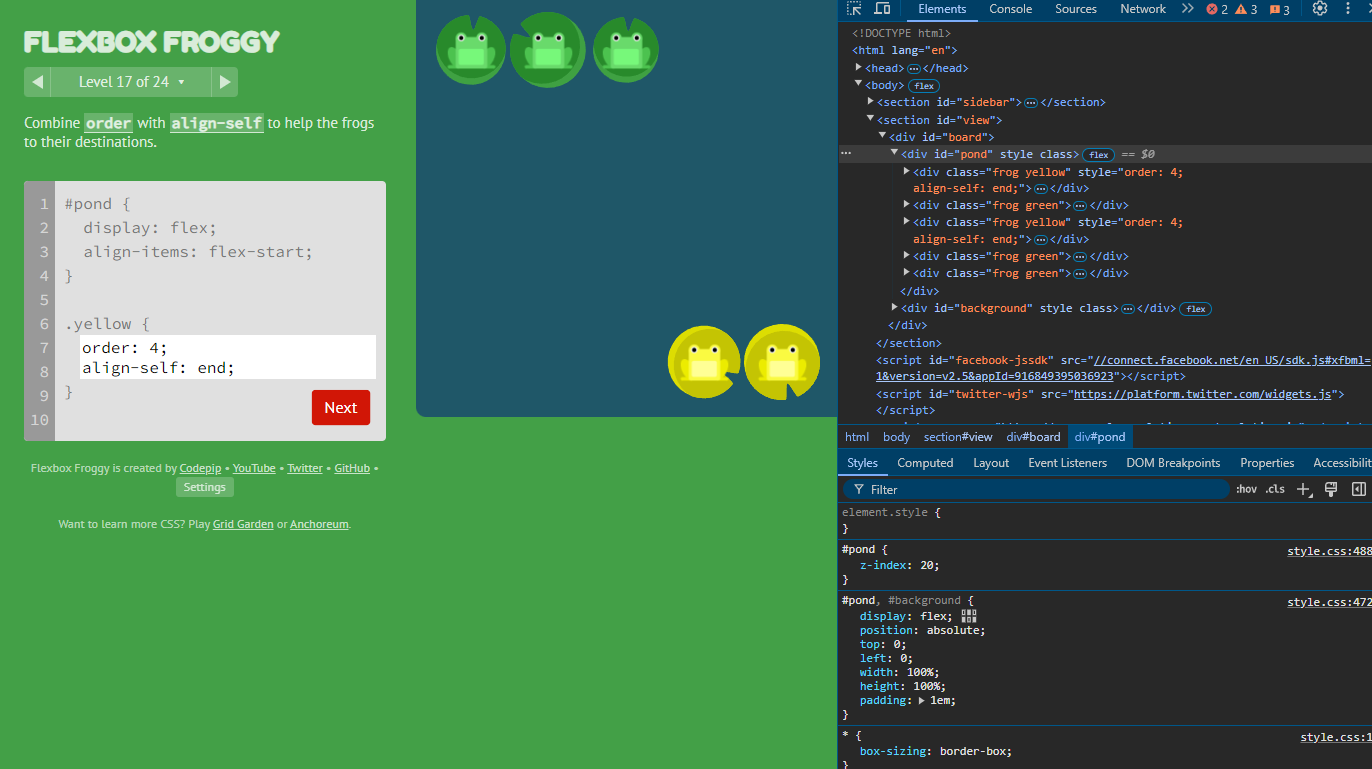 FLEXBOX FROGGY
Level 17 of 24
Combine order with align-self to help the frogs
to their destinations.
1 #pond {
2 display: flex;
3 align-items: flex-start;
4 }
5
6 .yellow {
7 order: 4;
8 align-self: end;
9 }
10
Next
Flexbox Froggy is created by Codepip • YouTube • Twitter • GitHub •
Settings
Want to learn more CSS? Play Grid Garden or Anchoreum.
Elements Console Sources Network 2 3 3
<!DOCTYPE html>
<html lang="en">
<head> … </head>
<body> flex
<section id="sidebar"> … </section>
<section id="view">
<div id="board">
… <div id="pond" style class> flex == $0
<div class="frog yellow" style="order: 4;
align-self: end;"> … </div>
<div class="frog green"> … </div>
<div class="frog yellow" style="order: 4;
align-self: end;"> … </div>
<div class="frog green"> … </div>
<div class="frog green"> … </div>
</div>
<div id="background" style class> … </div> flex
</div>
</section>
<script id="facebook-jssdk" src="//connect.facebook.net/en_US/sdk.js#xfbml=
1&version=v2.5&appId=916849395036923"></script>
<script id="twitter-wjs" src="https://platform.twitter.com/widgets.js">
</script>
html body section#view div#board div#pond
Styles Computed Layout Event Listeners DOM Breakpoints Properties Accessibili
Filter :hov .cls
element.style {
}
#pond { style.css:488
z-index: 20;
}
#pond, #background { style.css:472
display: flex;
position: absolute;
top: 0;
left: 0;
width: 100%;
height: 100%;
padding: 1em;
}
* { style.css:1
box-sizing: border-box;
}